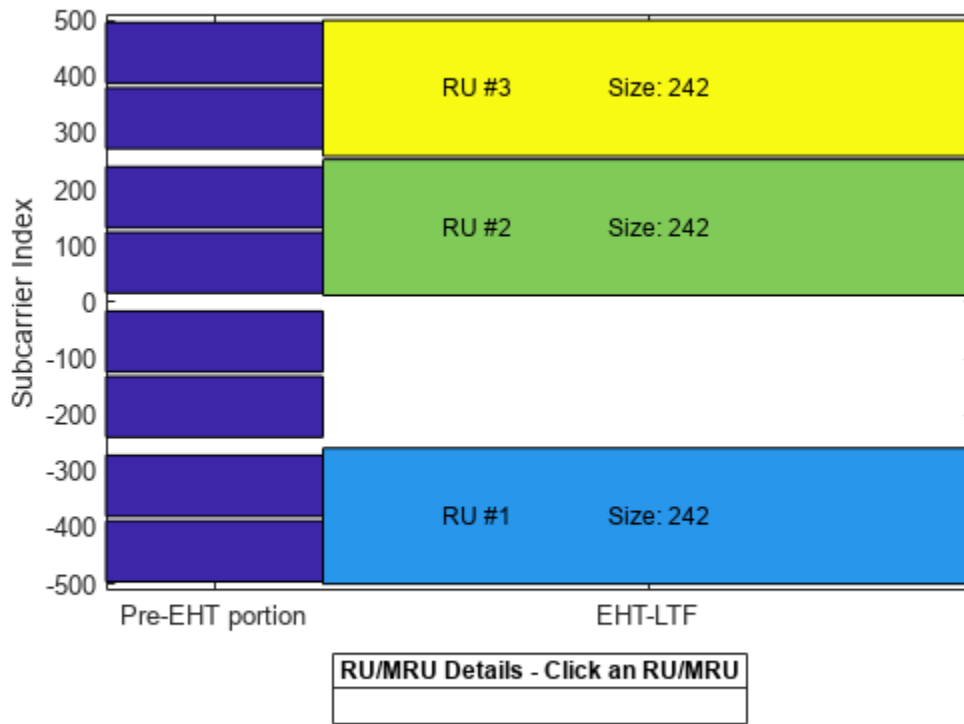 500
400
300
200
100
0
-100
-200
-300
-400
-500
Subcarrier Index
RU #3 Size: 242
RU #2 Size: 242
RU #1 Size: 242
Pre-EHT portion EHT-LTF
RU/MRU Details - Click an RU/MRU